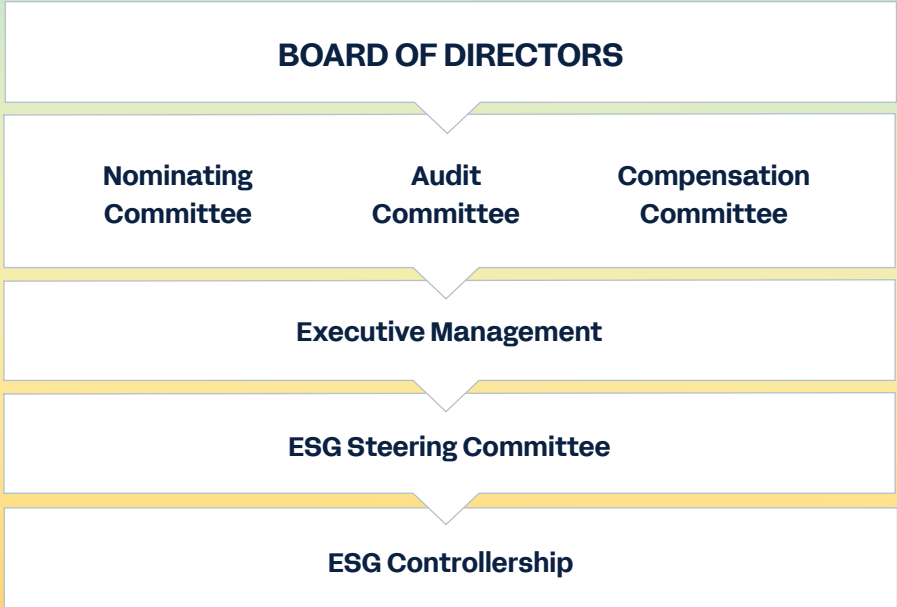 BOARD OF DIRECTORS
Nominating
Committee
Audit
Committee
Compensation
Committee
Executive Management
ESG Steering Committee
ESG Controllership